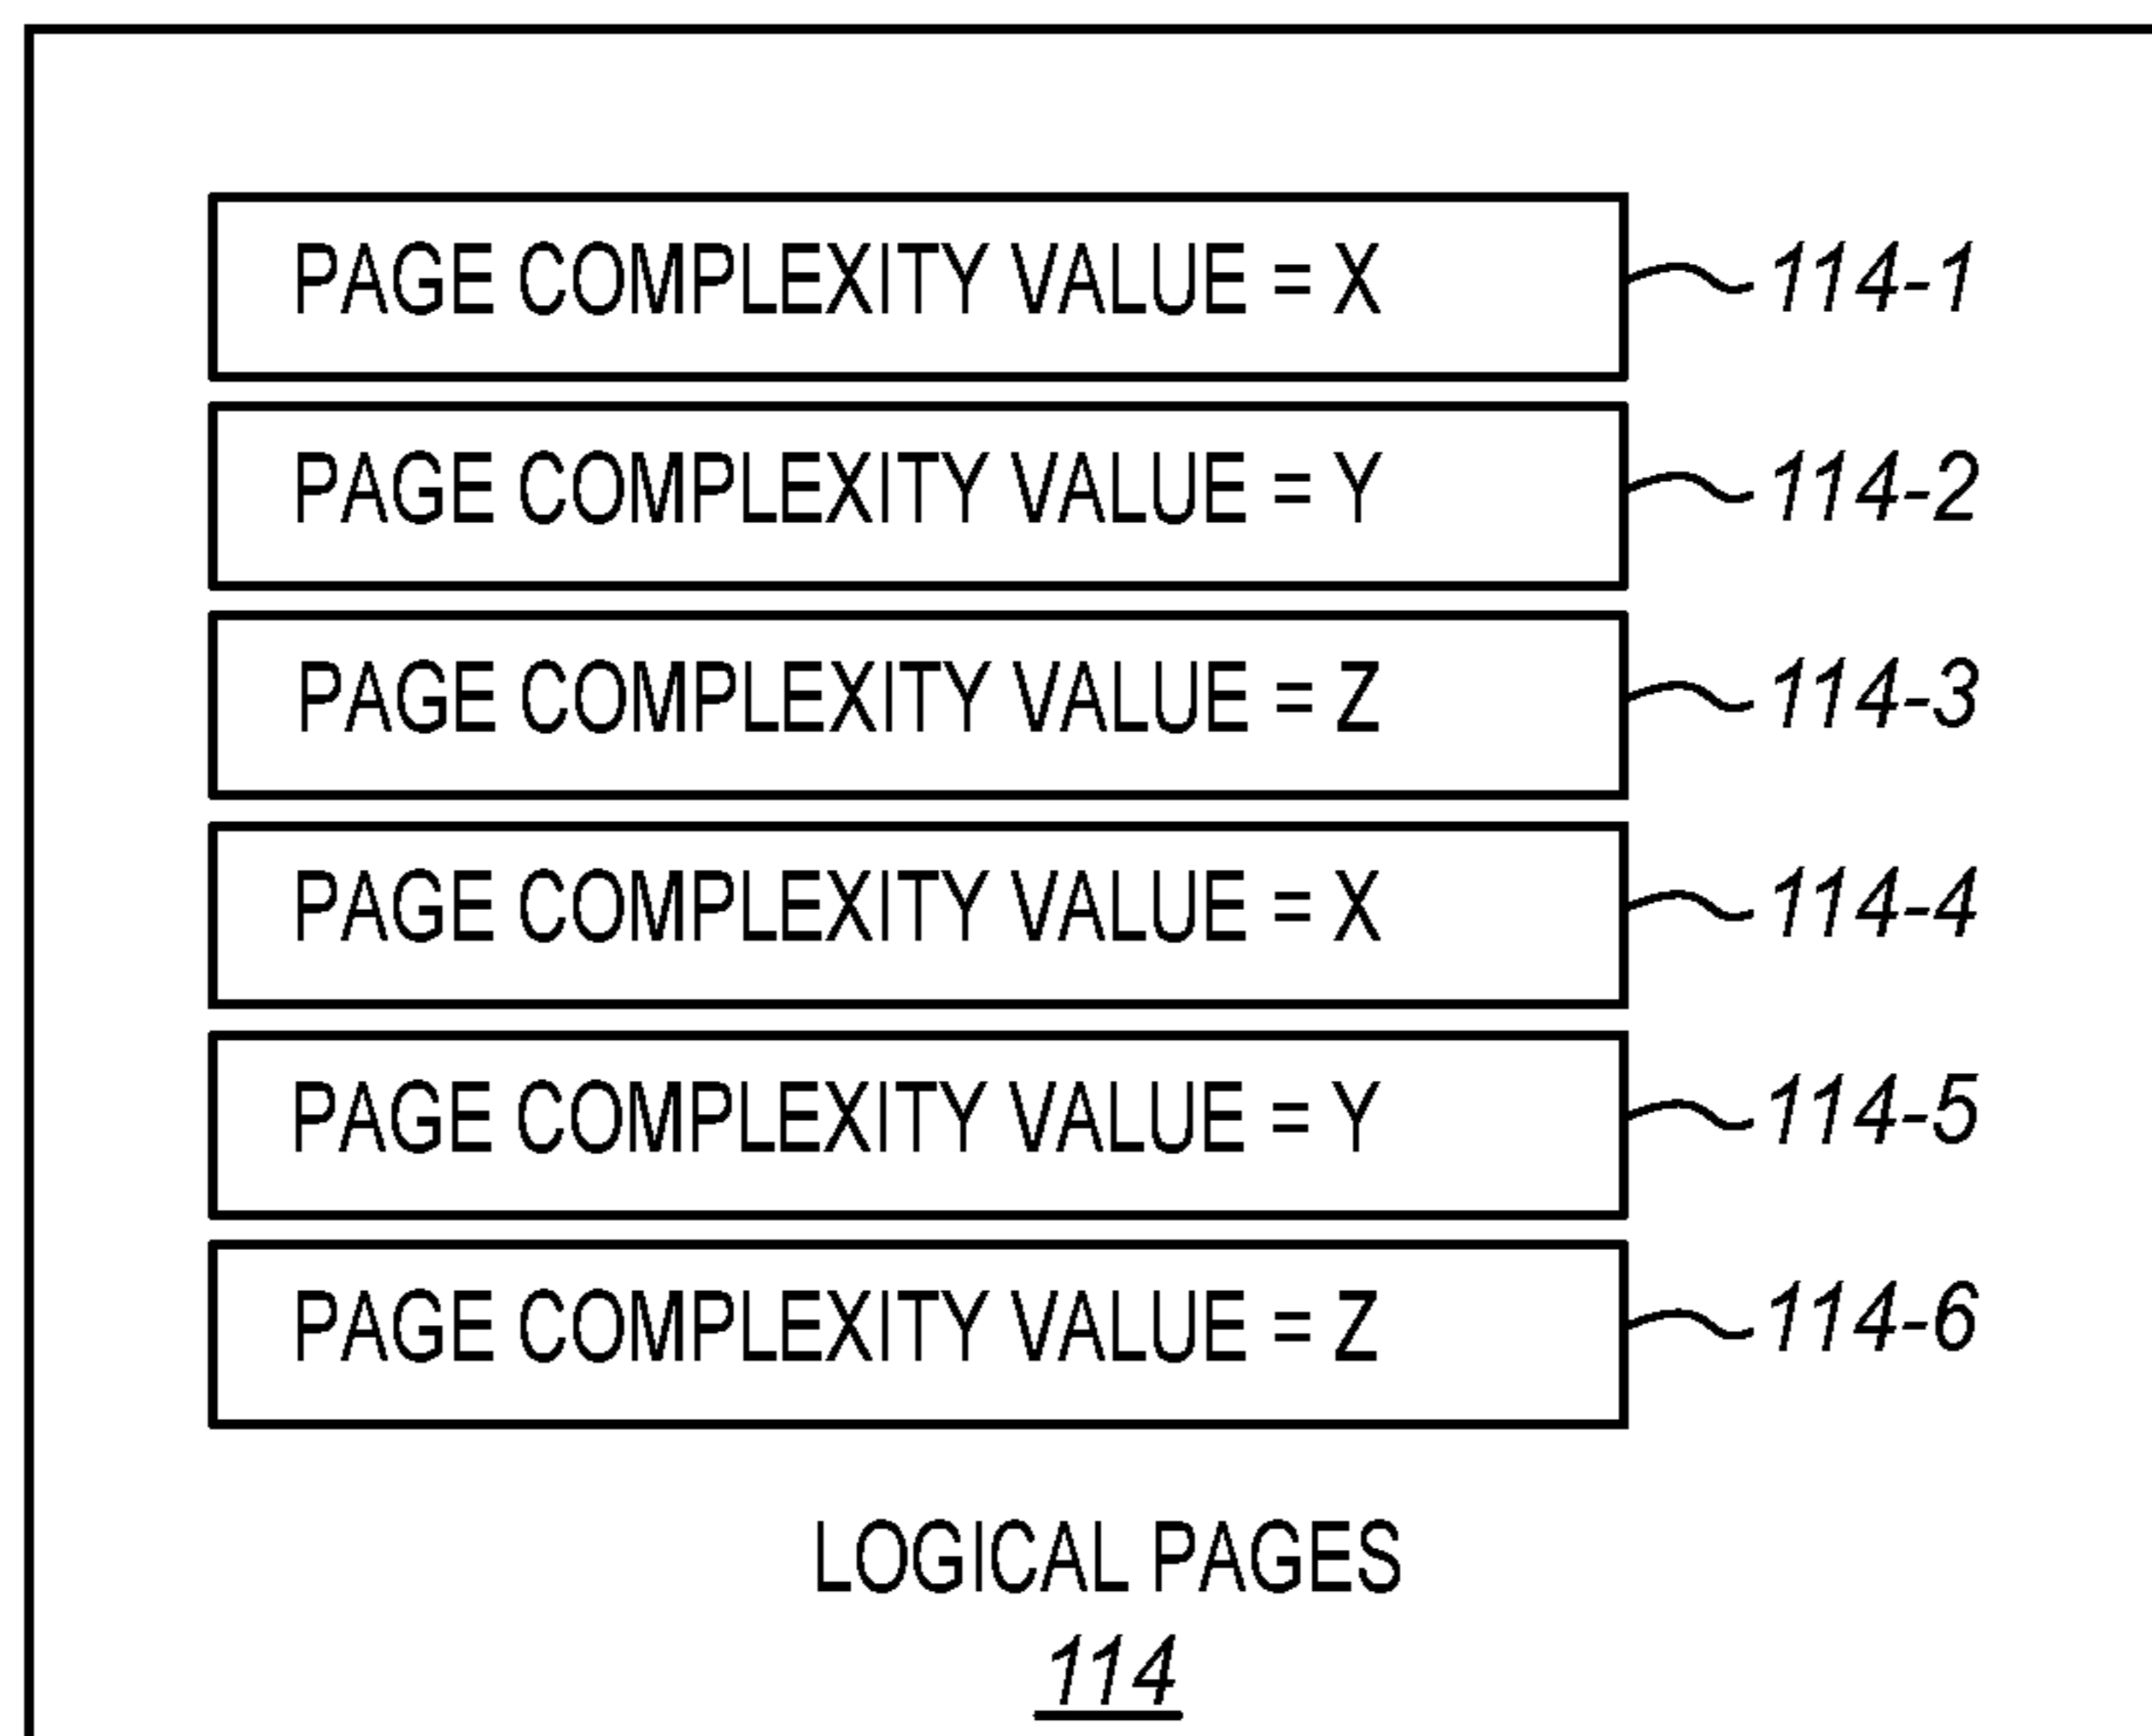 PAGE COMPLEXITY VALUE = X 114-1
PAGE COMPLEXITY VALUE = Y 114-2
PAGE COMPLEXITY VALUE = Z 114-3
PAGE COMPLEXITY VALUE = X 114-4
PAGE COMPLEXITY VALUE = Y 114-5
PAGE COMPLEXITY VALUE = Z 114-6
LOGICAL PAGES
114